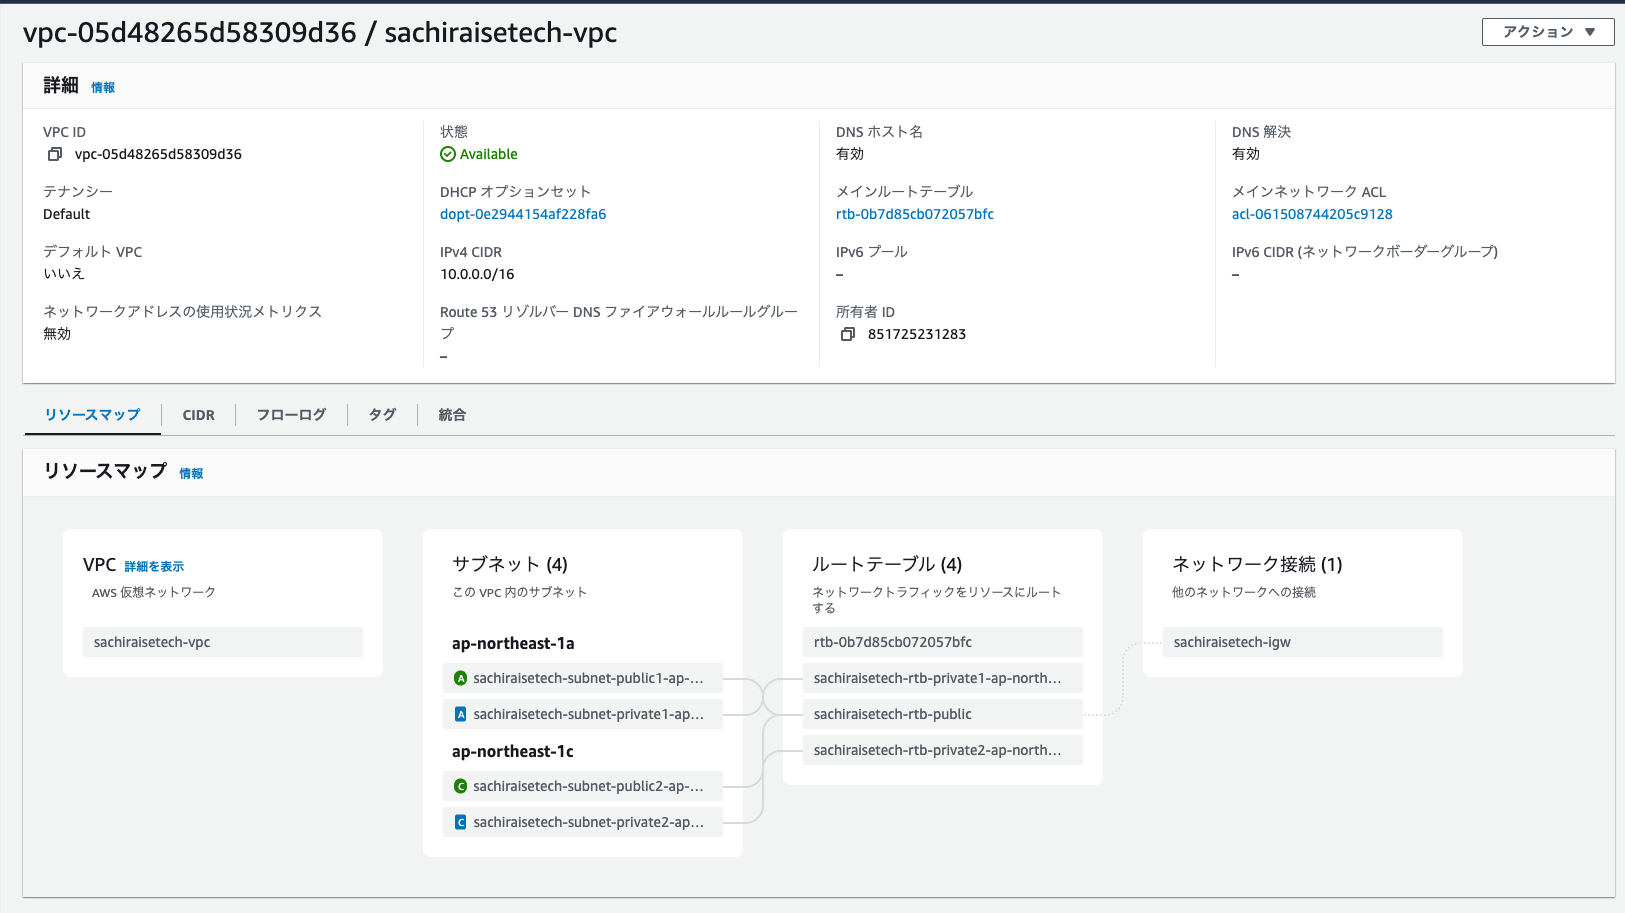 vpc-05d48265d58309d36 / sachiraisetech-vpc
アクション ▼
詳細 情報
VPC ID
vpc-05d48265d58309d36
状態
Available
DNS ホスト名
有効
DNS 解決
有効
テナンシー
Default
DHCP オプションセット
dopt-0e2944154af228fa6
メインルートテーブル
rtb-0b7d85cb072057bfc
メインネットワーク ACL
acl-061508744205c9128
デフォルト VPC
いいえ
IPv4 CIDR
10.0.0.0/16
IPv6 プール
–
IPv6 CIDR (ネットワークボーダーグループ)
–
ネットワークアドレスの使用状況メトリクス
無効
Route 53 リゾルバー DNS ファイアウォールルールグルー
プ
–
所有者 ID
851725231283
リソースマップ
CIDR
フローログ
タグ
統合
リソースマップ 情報
VPC 詳細を表示
AWS 仮想ネットワーク
sachiraisetech-vpc
サブネット (4)
この VPC 内のサブネット
ap-northeast-1a
A sachiraisetech-subnet-public1-ap-...
A sachiraisetech-subnet-private1-ap...
ap-northeast-1c
C sachiraisetech-subnet-public2-ap-...
C sachiraisetech-subnet-private2-ap...
ルートテーブル (4)
ネットワークトラフィックをリソースにルート
する
rtb-0b7d85cb072057bfc
sachiraisetech-rtb-private1-ap-north...
sachiraisetech-rtb-public
sachiraisetech-rtb-private2-ap-north...
ネットワーク接続 (1)
他のネットワークへの接続
sachiraisetech-igw